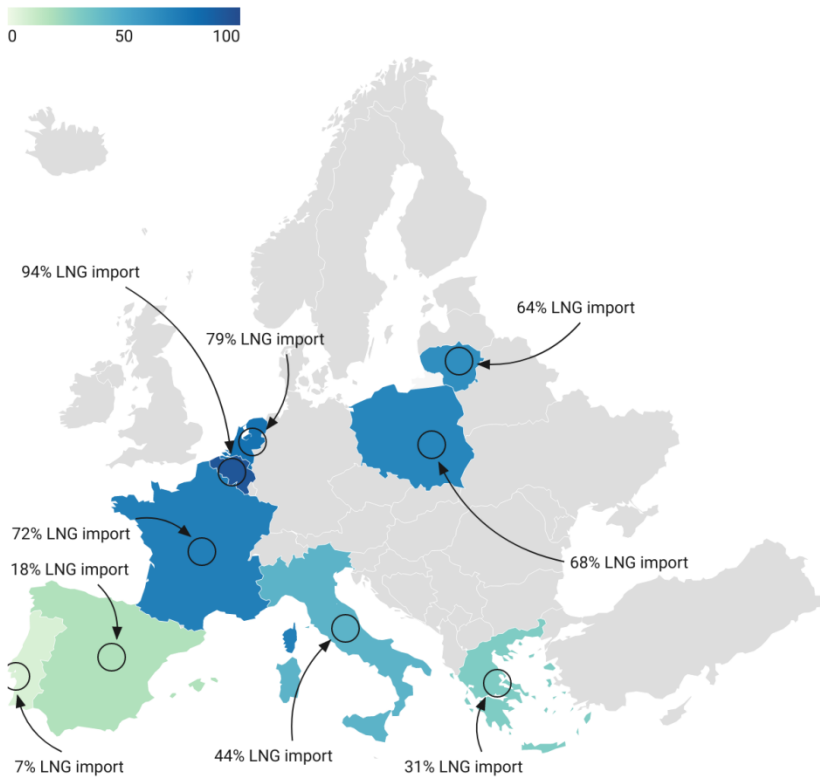 0 50 100
94% LNG import
79% LNG import
64% LNG import
72% LNG import
18% LNG import
68% LNG import
7% LNG import
44% LNG import
31% LNG import